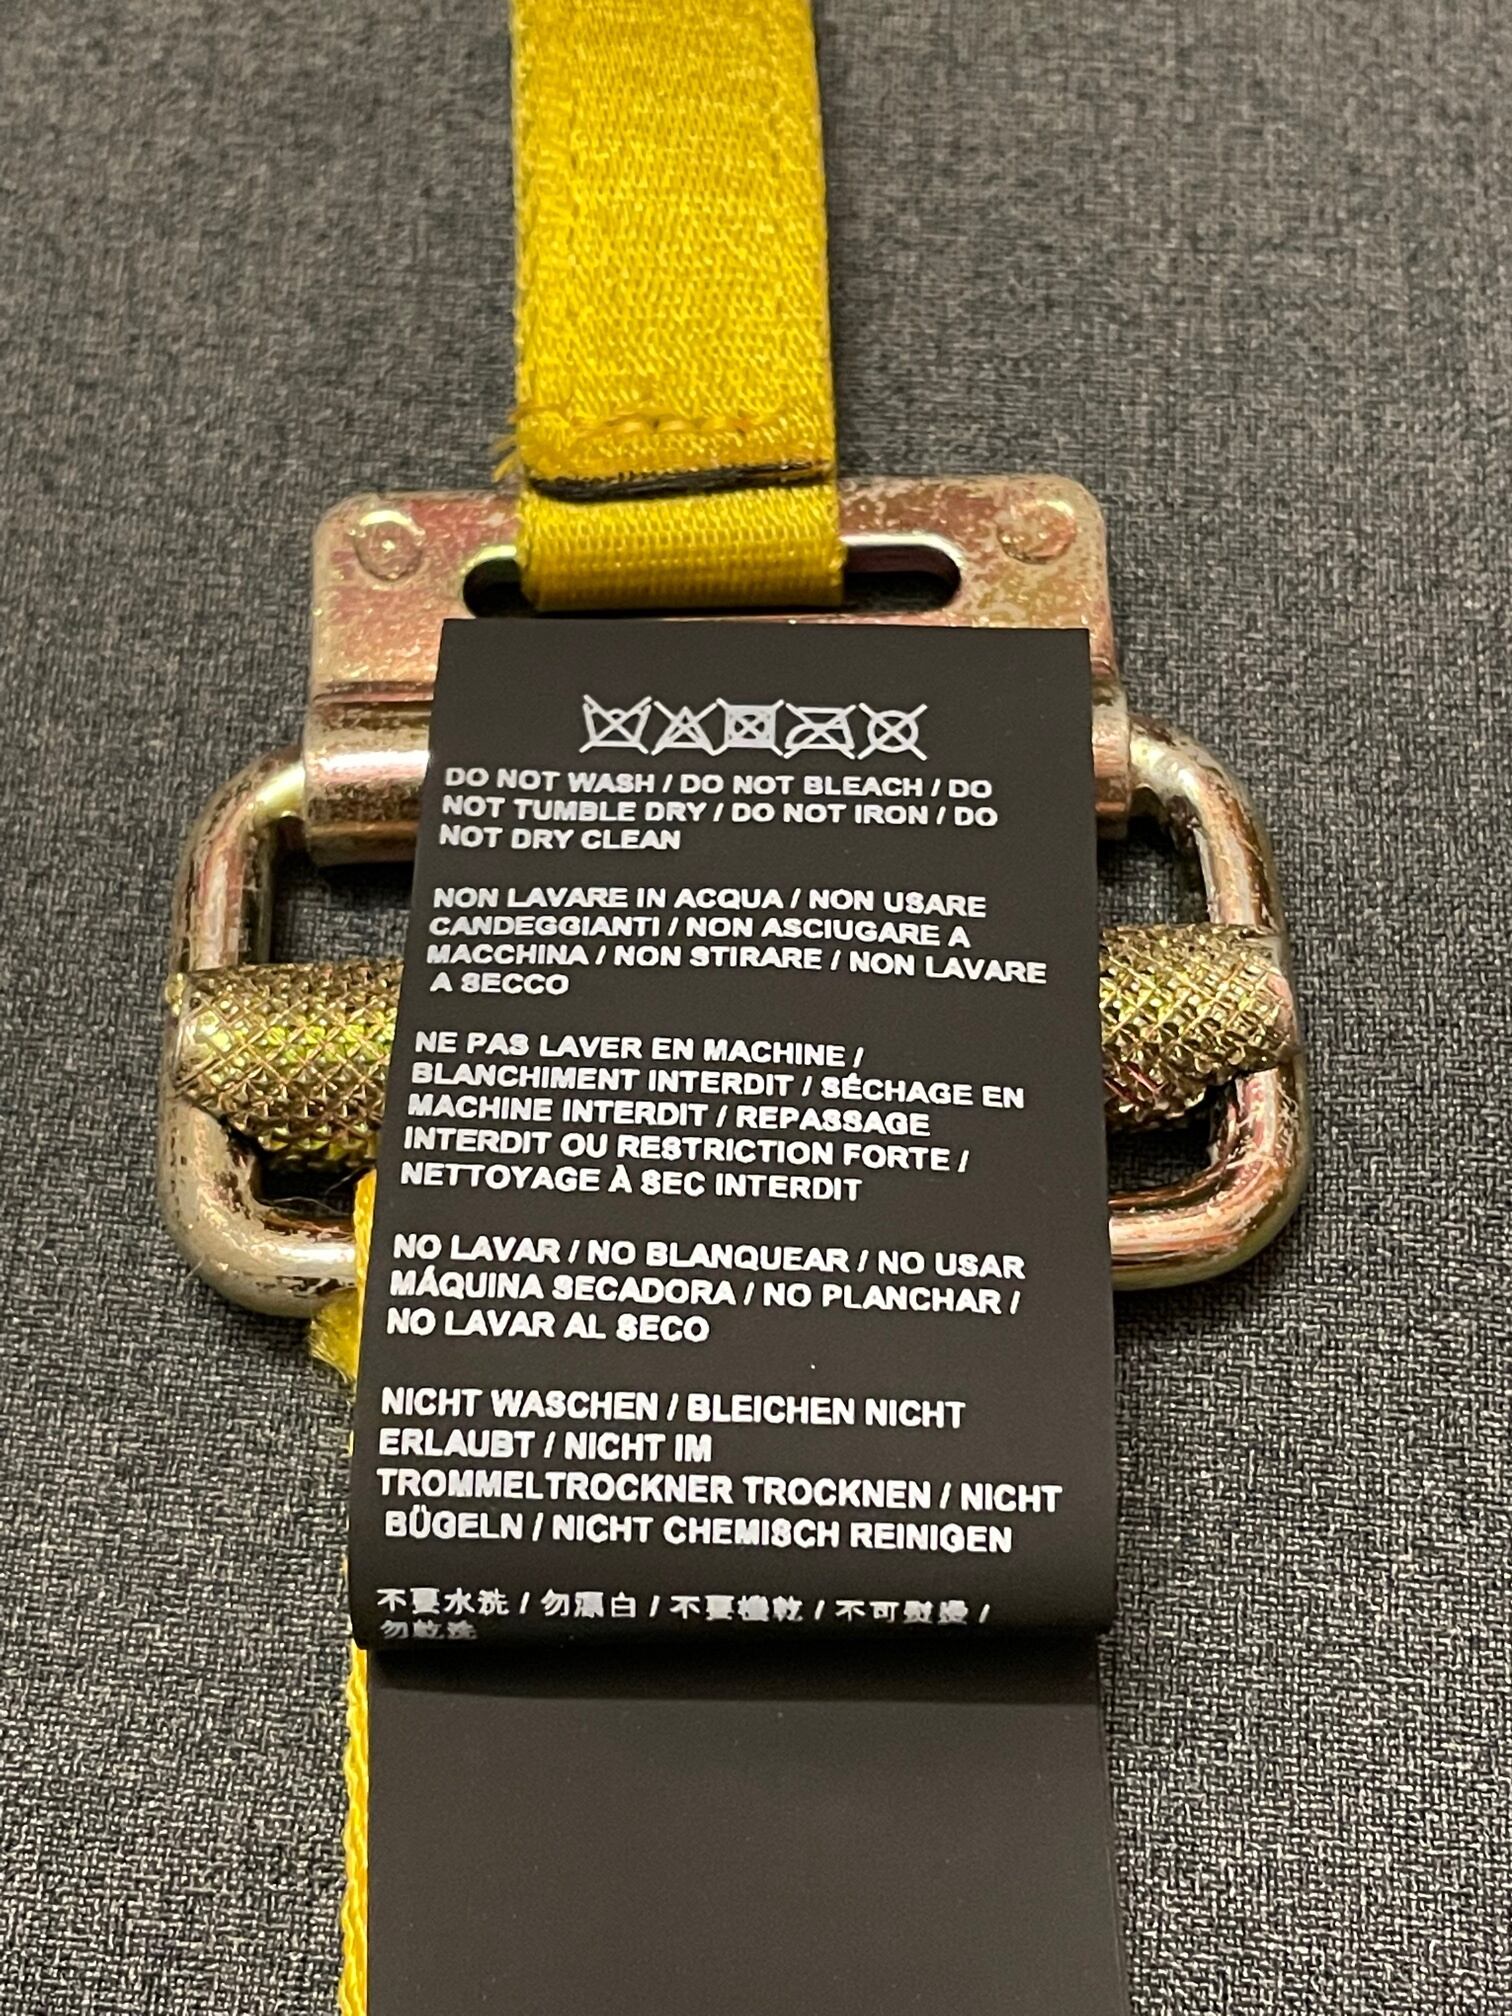 DO NOT WASH / DO NOT BLEACH / DO
NOT TUMBLE DRY / DO NOT IRON / DO
NOT DRY CLEAN
NON LAVARE IN ACQUA / NON USARE
CANDEGGIANTI / NON ASCIUGARE A
MACCHINA / NON STIRARE / NON LAVARE
A SECCO
NE PAS LAVER EN MACHINE /
BLANCHIMENT INTERDIT / SÉCHAGE EN
MACHINE INTERDIT / REPASSAGE
INTERDIT OU RESTRICTION FORTE /
NETTOYAGE À SEC INTERDIT
NO LAVAR / NO BLANQUEAR / NO USAR
MÁQUINA SECADORA / NO PLANCHAR /
NO LAVAR AL SECO
NICHT WASCHEN / BLEICHEN NICHT
ERLAUBT / NICHT IM
TROMMELTROCKNER TROCKNEN / NICHT
BÜGELN / NICHT CHEMISCH REINIGEN
不要水洗 / 勿漂白 / 不要機乾 / 不可熨燙 /
勿乾洗